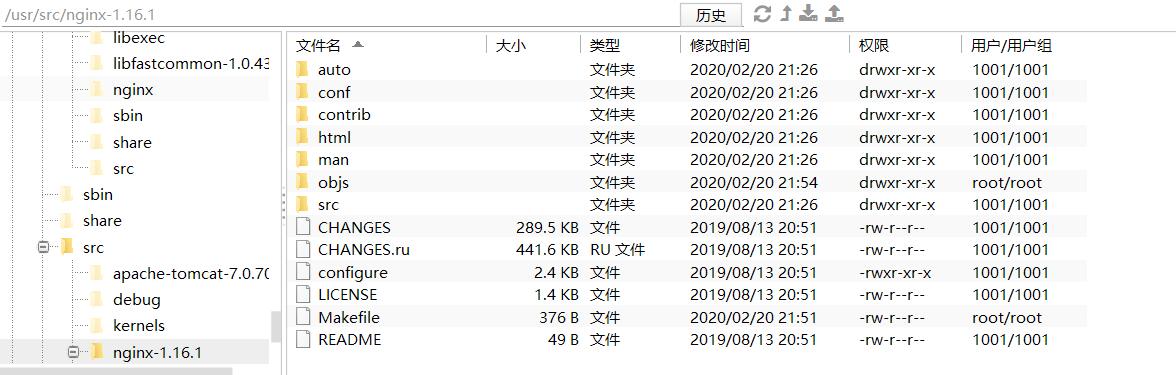 /usr/src/nginx-1.16.1 历史
libexec
libfastcommon-1.0.43
nginx
sbin
share
src
sbin
share
src
apache-tomcat-7.0.70
debug
kernels
nginx-1.16.1
文件名 大小 类型 修改时间 权限 用户/用户组
auto 文件夹 2020/02/20 21:26 drwxr-xr-x 1001/1001
conf 文件夹 2020/02/20 21:26 drwxr-xr-x 1001/1001
contrib 文件夹 2020/02/20 21:26 drwxr-xr-x 1001/1001
html 文件夹 2020/02/20 21:26 drwxr-xr-x 1001/1001
man 文件夹 2020/02/20 21:26 drwxr-xr-x 1001/1001
objs 文件夹 2020/02/20 21:54 drwxr-xr-x root/root
src 文件夹 2020/02/20 21:26 drwxr-xr-x 1001/1001
CHANGES 289.5 KB 文件 2019/08/13 20:51 -rw-r--r-- 1001/1001
CHANGES.ru 441.6 KB RU 文件 2019/08/13 20:51 -rw-r--r-- 1001/1001
configure 2.4 KB 文件 2019/08/13 20:51 -rwxr-xr-x 1001/1001
LICENSE 1.4 KB 文件 2019/08/13 20:51 -rw-r--r-- 1001/1001
Makefile 376 B 文件 2020/02/20 21:51 -rw-r--r-- root/root
README 49 B 文件 2019/08/13 20:51 -rw-r--r-- 1001/1001